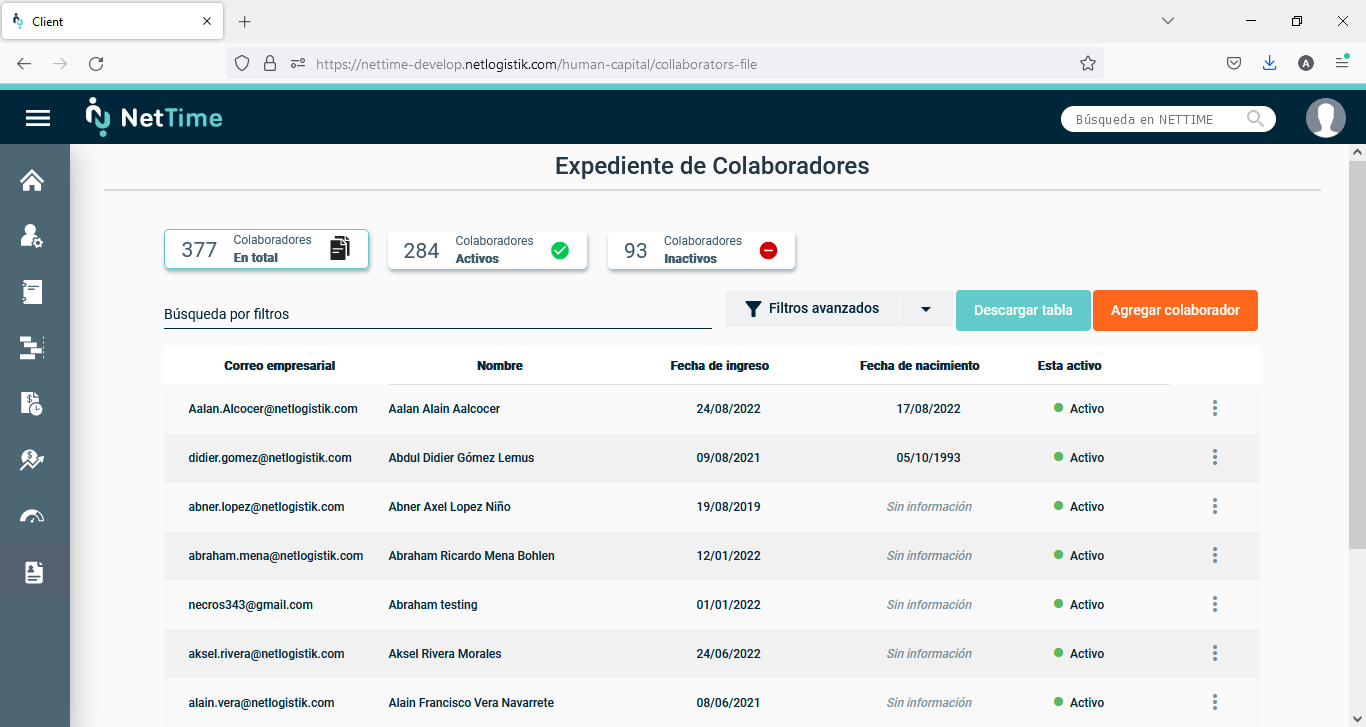 Client
https://nettime-develop.netlogistik.com/human-capital/collaborators-file
A
NetTime
Búsqueda en NETTIME
Expediente de Colaboradores
377 Colaboradores En total
284 Colaboradores Activos
93 Colaboradores Inactivos
Búsqueda por filtros
Filtros avanzados
Descargar tabla
Agregar colaborador
Correo empresarial Nombre Fecha de ingreso Fecha de nacimiento Esta activo
Aalan.Alcocer@netlogistik.com Aalan Alain Aalcocer 24/08/2022 17/08/2022 Activo
didier.gomez@netlogistik.com Abdul Didier Gómez Lemus 09/08/2021 05/10/1993 Activo
abner.lopez@netlogistik.com Abner Axel Lopez Niño 19/08/2019 Sin información Activo
abraham.mena@netlogistik.com Abraham Ricardo Mena Bohlen 12/01/2022 Sin información Activo
necros343@gmail.com Abraham testing 01/01/2022 Sin información Activo
aksel.rivera@netlogistik.com Aksel Rivera Morales 24/06/2022 Sin información Activo
alain.vera@netlogistik.com Alain Francisco Vera Navarrete 08/06/2021 Sin información Activo